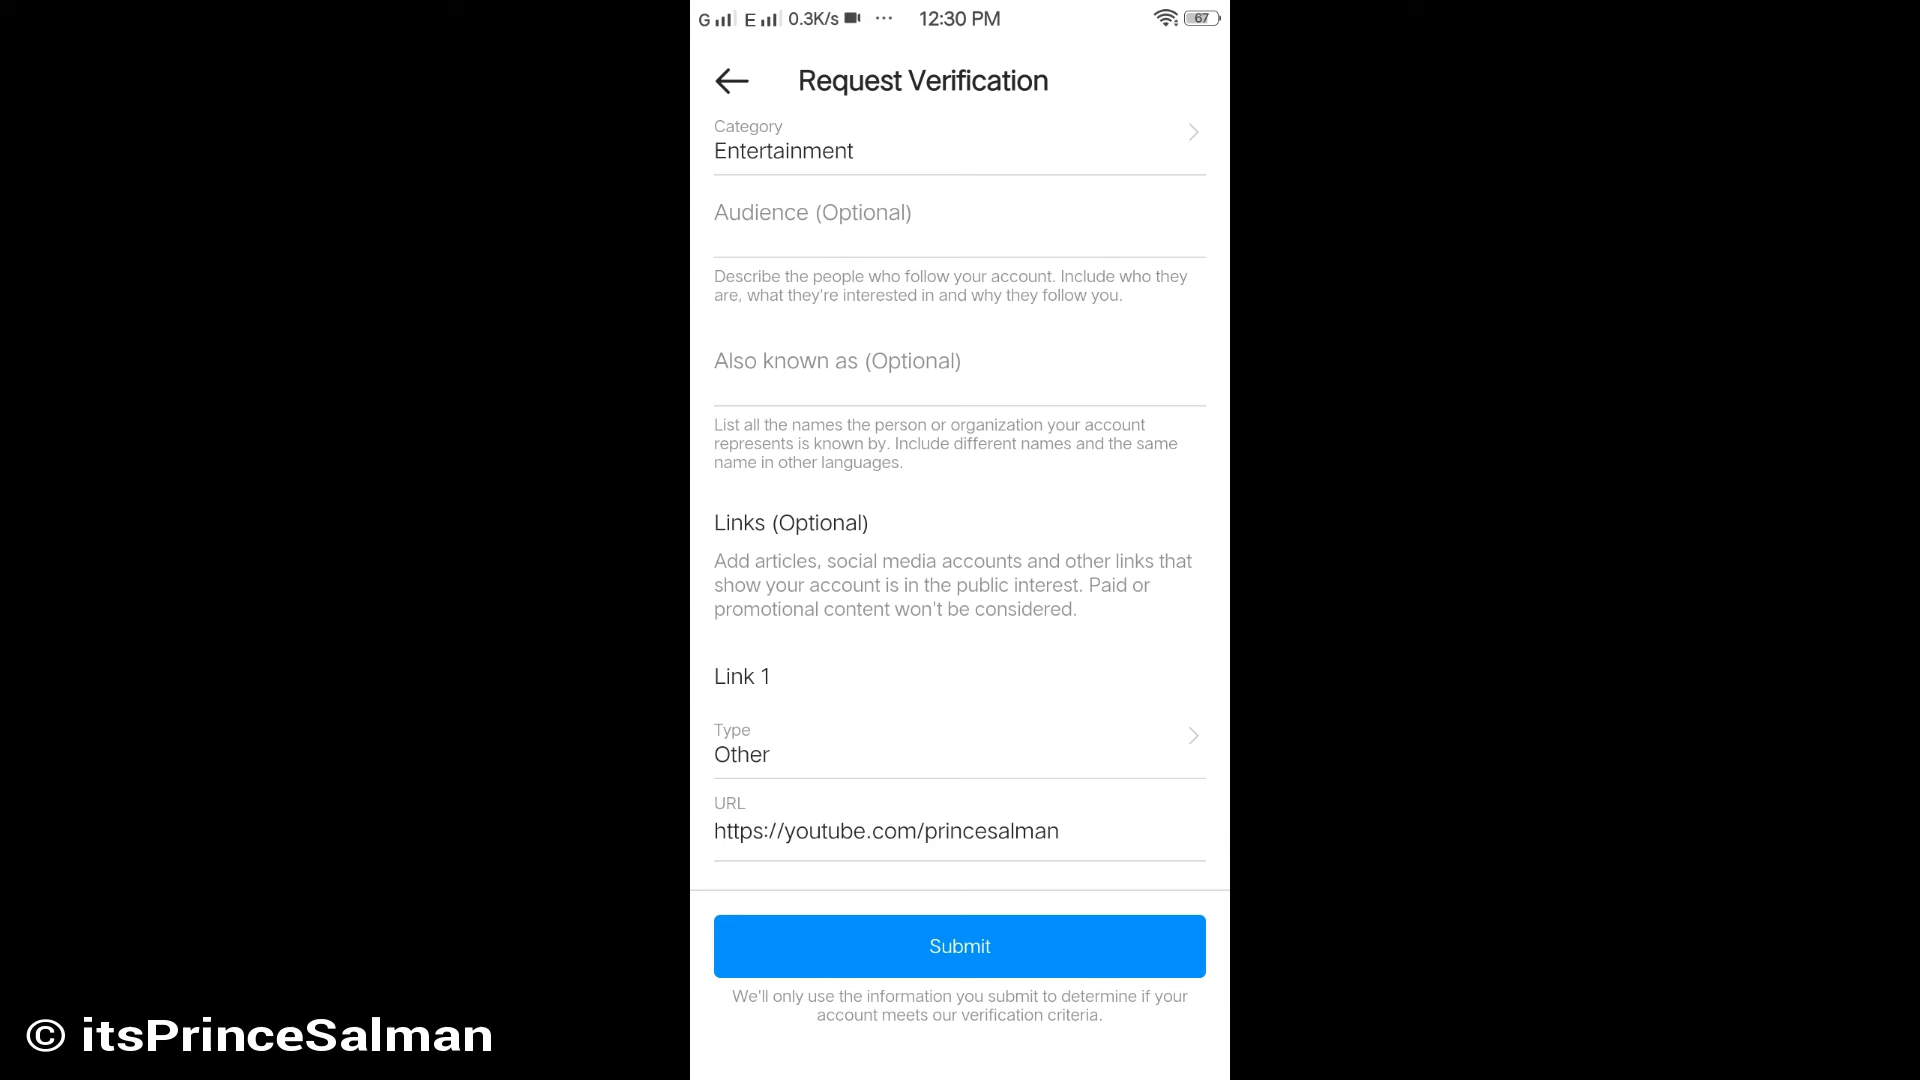 G E 0.3K/s ... 12:30 PM 67
Request Verification
Category
Entertainment
Audience (Optional)
Describe the people who follow your account. Include who they
are, what they're interested in and why they follow you.
Also known as (Optional)
List all the names the person or organization your account
represents is known by. Include different names and the same
name in other languages.
Links (Optional)
Add articles, social media accounts and other links that
show your account is in the public interest. Paid or
promotional content won't be considered.
Link 1
Type
Other
URL
https://youtube.com/princesalman
Submit
We'll only use the information you submit to determine if your
account meets our verification criteria.
© itsPrinceSalman